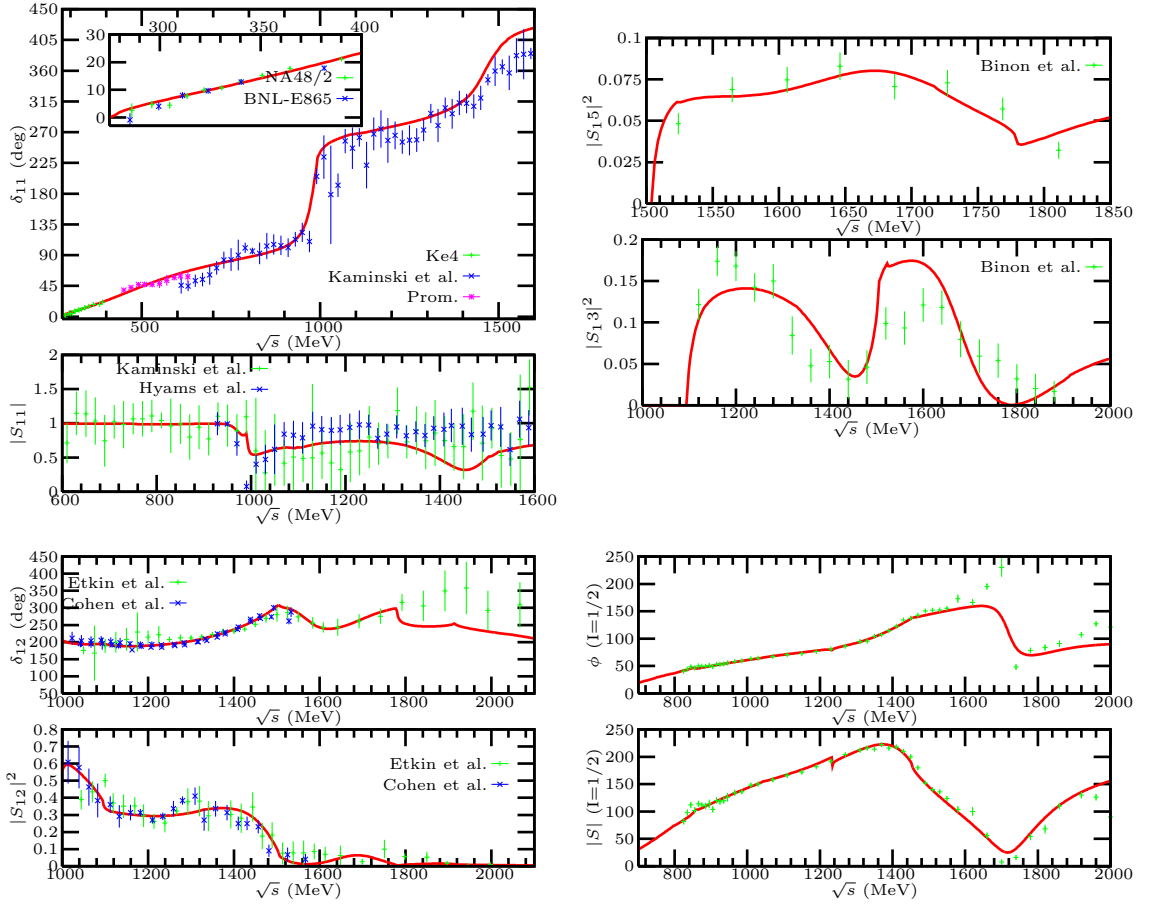 450
405
360
315
270
225
180
135
90
45
0
δ11 (deg)
300 350 400
30
20
10
0
NA48/2
BNL-E865
Ke4
Kaminski et al.
Prom.
500 1000 1500
√s (MeV)
2
1.5
1
0.5
0
|S11|
Kaminski et al.
Hyams et al.
600 800 1000 1200 1400 1600
√s (MeV)
0.1
0.075
0.05
0.025
0
|S15|²
Binon et al.
1500 1550 1600 1650 1700 1750 1800 1850
√s (MeV)
0.2
0.15
0.1
0.05
0
|S13|²
Binon et al.
1000 1200 1400 1600 1800 2000
√s (MeV)
450
400
350
300
250
200
150
100
50
δ12 (deg)
Etkin et al.
Cohen et al.
1000 1200 1400 1600 1800 2000
√s (MeV)
0.8
0.7
0.6
0.5
0.4
0.3
0.2
0.1
0
|S12|²
Etkin et al.
Cohen et al.
1000 1200 1400 1600 1800 2000
√s (MeV)
250
200
150
100
50
0
ϕ (I=1/2)
800 1000 1200 1400 1600 1800 2000
√s (MeV)
250
200
150
100
50
0
|S| (I=1/2)
800 1000 1200 1400 1600 1800 2000
√s (MeV)